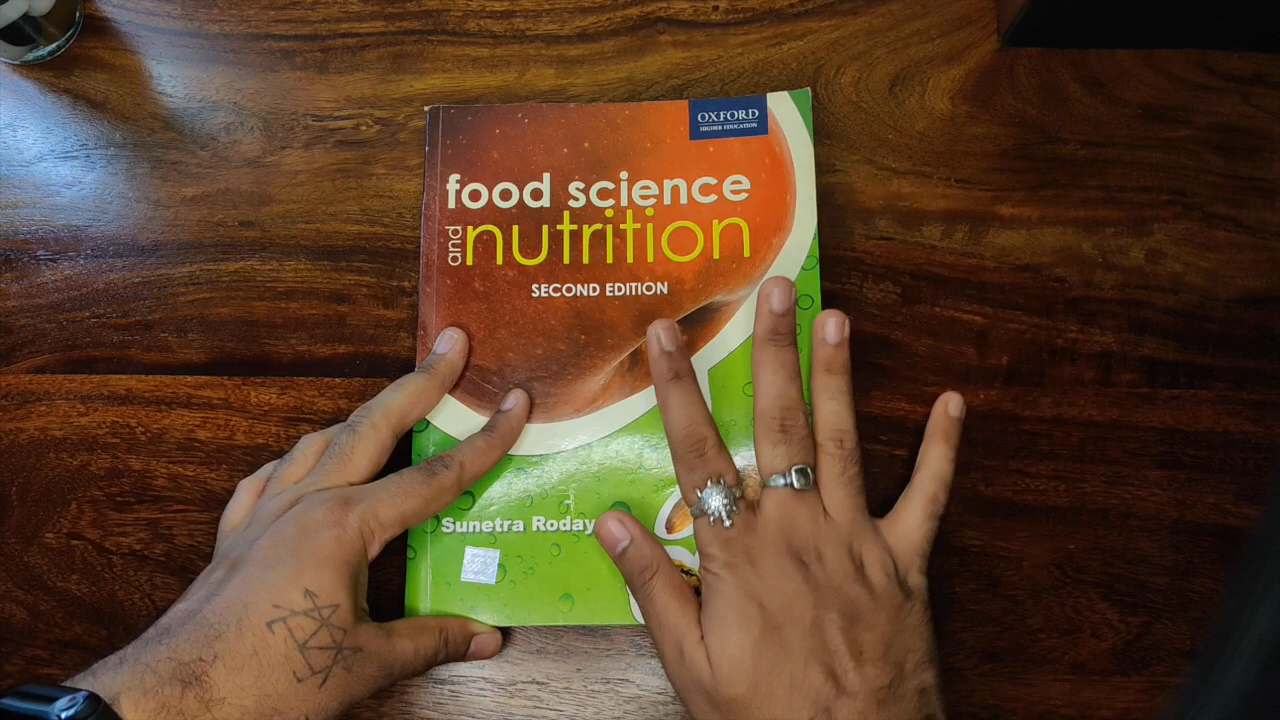 OXFORD
HIGHER EDUCATION
food science
and nutrition
SECOND EDITION
Sunetra Roday